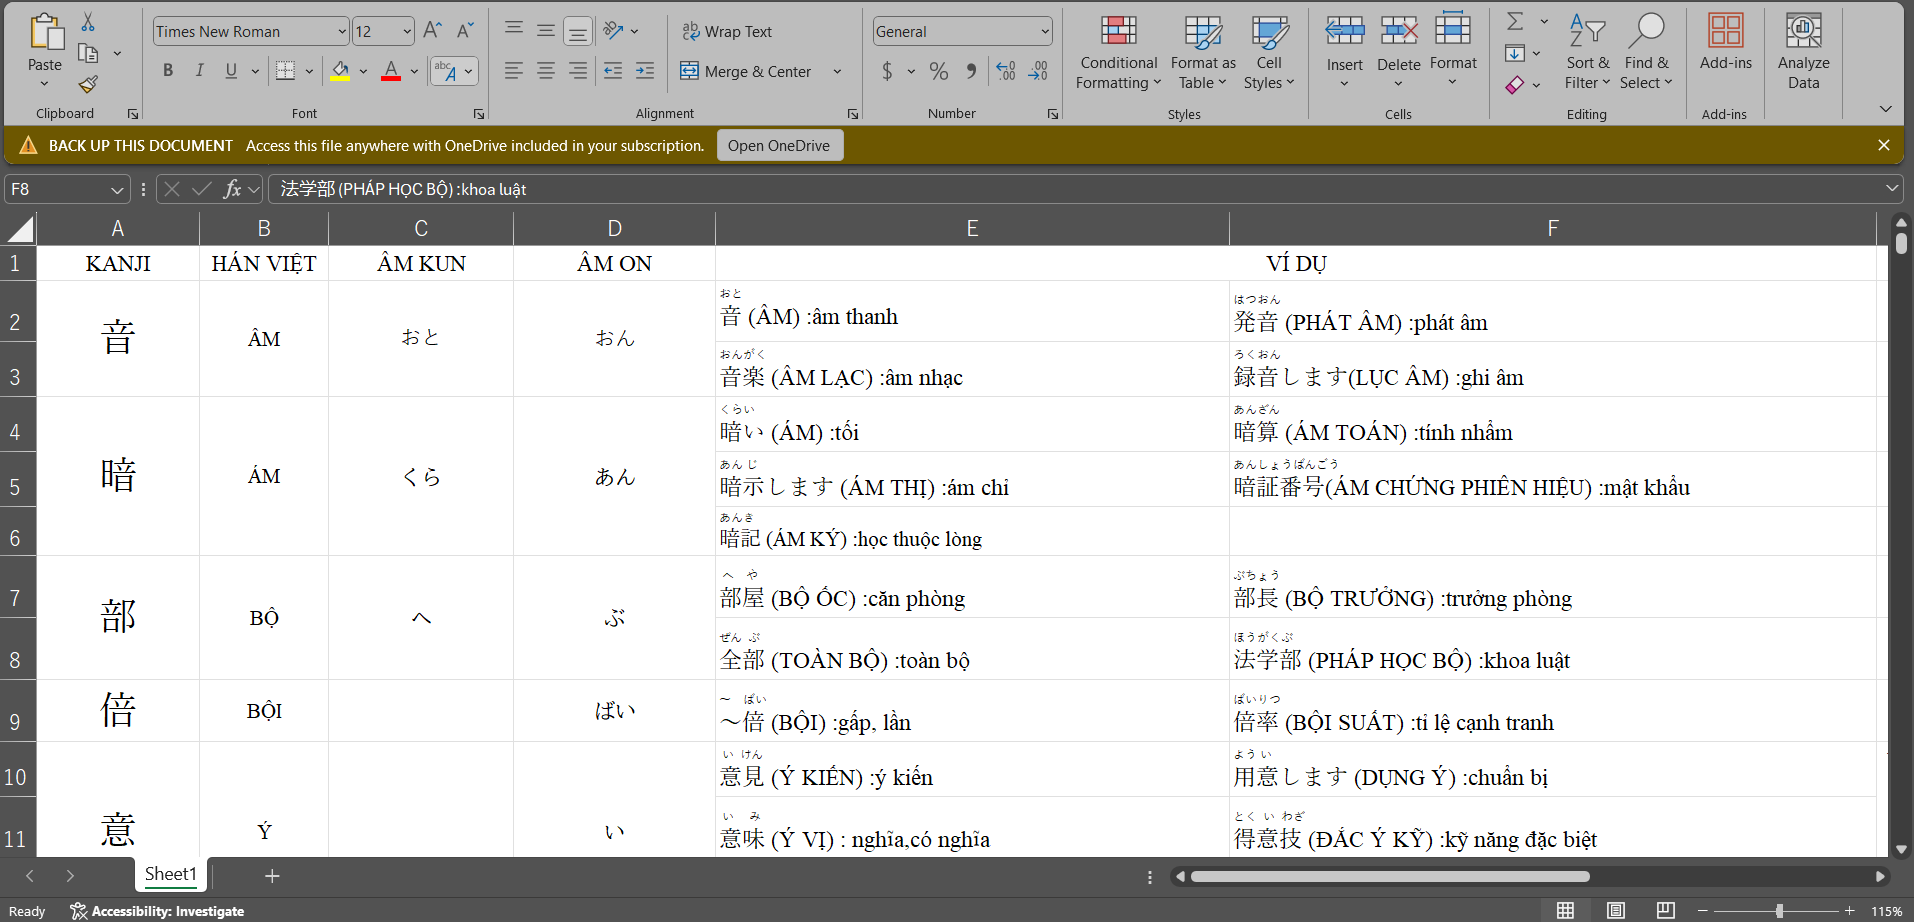 Paste
Clipboard
Times New Roman
12
B I U
Font
Wrap Text
Merge & Center
Alignment
General
$ %
Number
Conditional Formatting
Format as Table
Cell Styles
Styles
Insert
Delete
Format
Cells
Sort & Filter
Find & Select
Editing
Add-ins
Add-ins
Analyze Data
BACK UP THIS DOCUMENT Access this file anywhere with OneDrive included in your subscription. Open OneDrive
F8
fx
法学部 (PHÁP HỌC BỘ) :khoa luật
A B C D E F
1 KANJI HÁN VIỆT ÂM KUN ÂM ON VÍ DỤ
音 ÂM おと おん
おと はつおん
2 音 (ÂM) :âm thanh 発音 (PHÁT ÂM) :phát âm
おんがく ろくおん
3 音楽 (ÂM LẠC) :âm nhạc 録音します(LỤC ÂM) :ghi âm
暗 ÁM くら あん
くらい あんざん
4 暗い (ÁM) :tối 暗算 (ÁM TOÁN) :tính nhẩm
あんじ あんしょうばんごう
5 暗示します (ÁM THỊ) :ám chỉ 暗証番号(ÁM CHỨNG PHIÊN HIỆU) :mật khẩu
あんき
6 暗記 (ÁM KÝ) :học thuộc lòng
部 BỘ へ ぶ
へ や ぶちょう
7 部屋 (BỘ ỐC) :căn phòng 部長 (BỘ TRƯỞNG) :trưởng phòng
ぜん ぶ ほうがくぶ
8 全部 (TOÀN BỘ) :toàn bộ 法学部 (PHÁP HỌC BỘ) :khoa luật
倍 BỘI ばい
～ ばい ばいりつ
9 ～倍 (BỘI) :gấp, lần 倍率 (BỘI SUẤT) :tỉ lệ cạnh tranh
意 Ý い
い けん よう い
10 意見 (Ý KIẾN) :ý kiến 用意します (DỤNG Ý) :chuẩn bị
い み とく い わざ
11 意味 (Ý VỊ) : nghĩa,có nghĩa 得意技 (ĐẮC Ý KỸ) :kỹ năng đặc biệt
Sheet1
Ready Accessibility: Investigate 115%